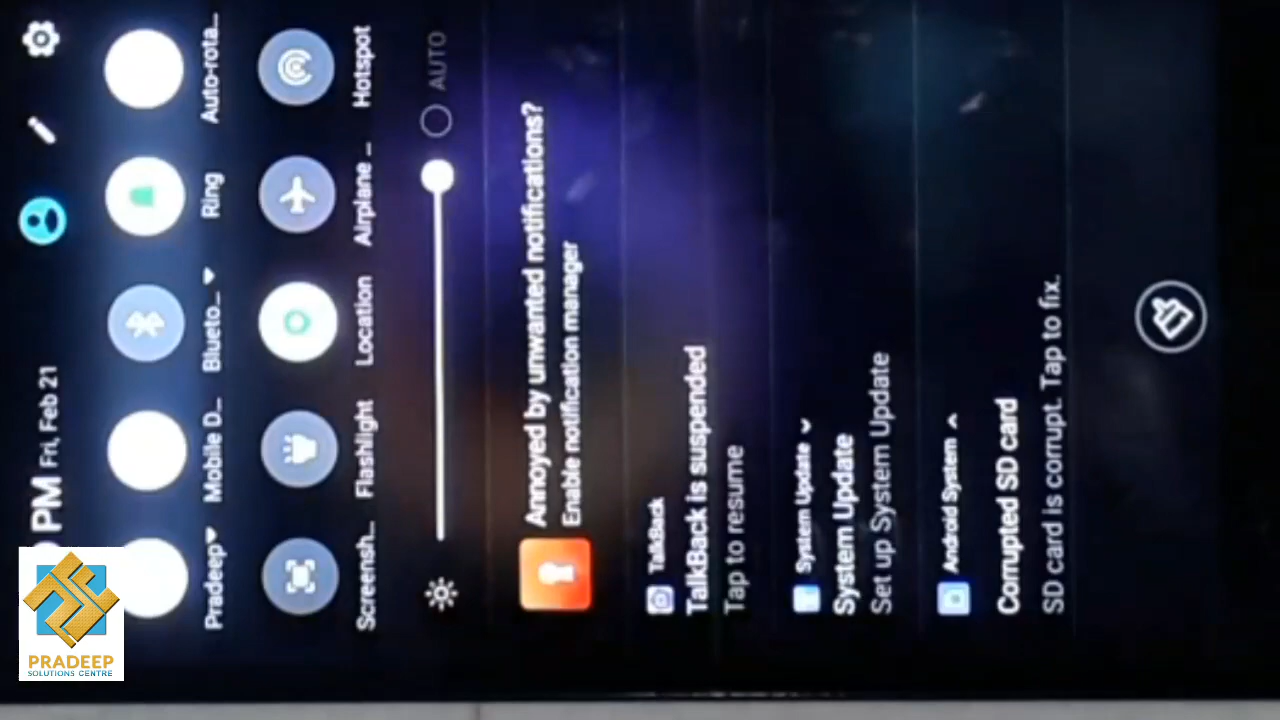 PM Fri, Feb 21
Pradeep
Mobile D...
Blueto...
Ring
Auto-rota...
Screensh...
Flashlight
Location
Airplane ...
Hotspot
AUTO
Annoyed by unwanted notifications?
Enable notification manager
TalkBack
TalkBack is suspended
Tap to resume
System Update
System Update
Set up System Update
Android System
Corrupted SD card
SD card is corrupt. Tap to fix.
PRADEEP
SOLUTIONS CENTRE